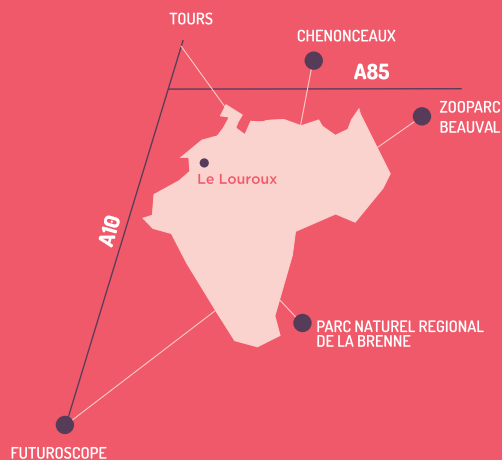 TOURS
CHENONCEAUX
A85
ZOOPARC
BEAUVAL
Le Louroux
A10
PARC NATUREL REGIONAL
DE LA BRENNE
FUTUROSCOPE